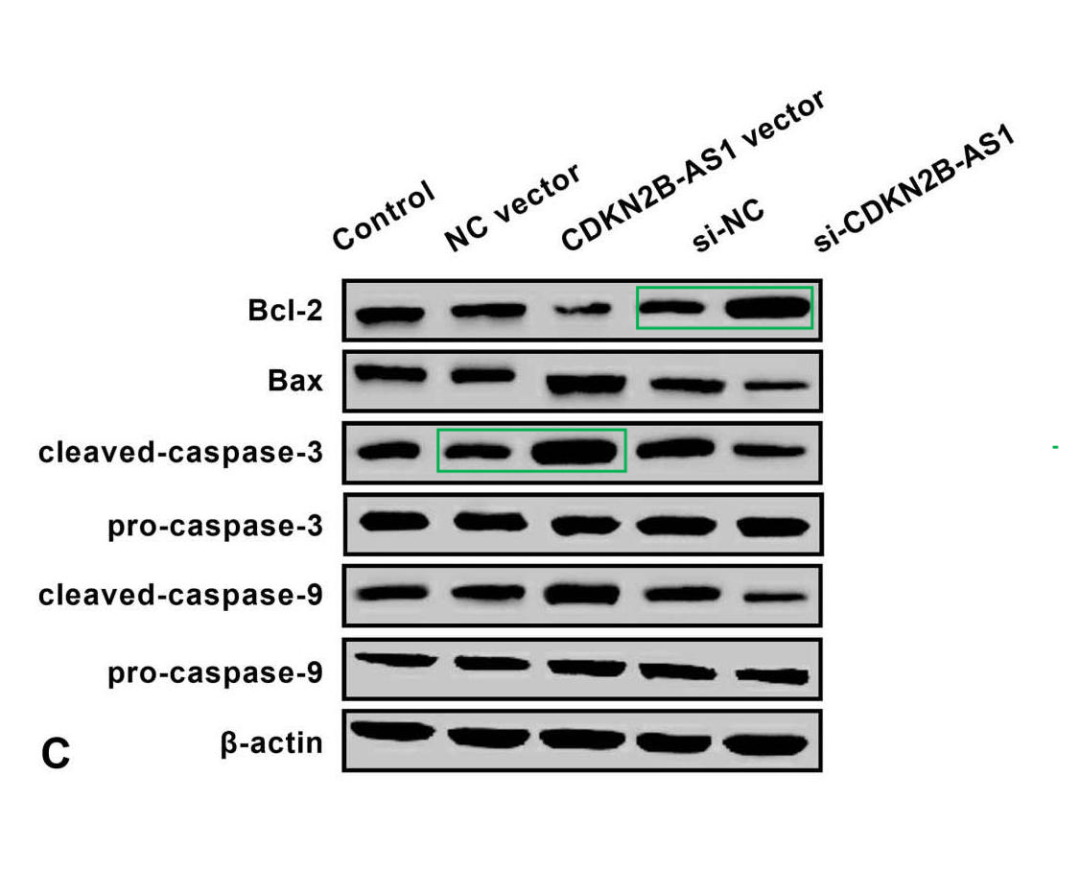 Control
NC vector
CDKN2B-AS1 vector
si-NC
si-CDKN2B-AS1
Bcl-2
Bax
cleaved-caspase-3
pro-caspase-3
cleaved-caspase-9
pro-caspase-9
β-actin
C